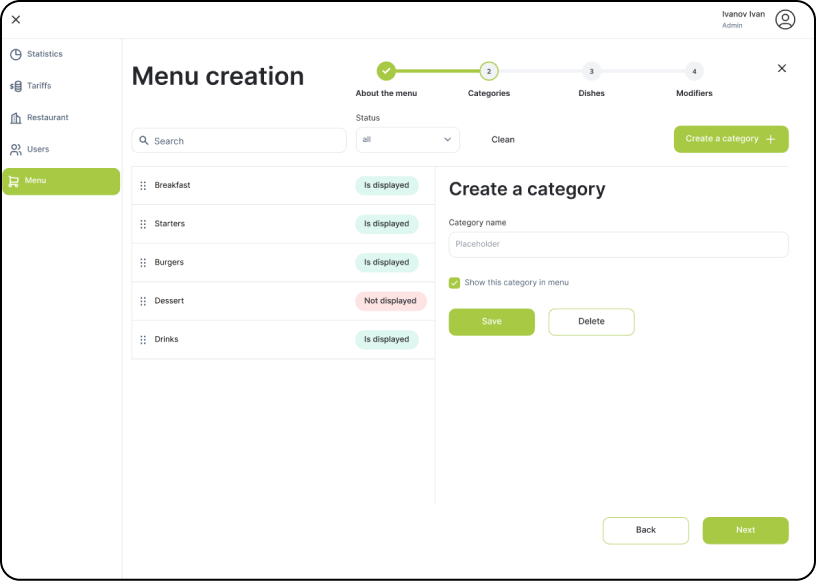 Ivanov Ivan
Admin
Statistics
Tariffs
Restaurant
Users
Menu
Menu creation
2
3
4
About the menu
Categories
Dishes
Modifiers
Status
Search
all
Clean
Create a category
Breakfast
Is displayed
Starters
Is displayed
Burgers
Is displayed
Dessert
Not displayed
Drinks
Is displayed
Create a category
Category name
Placeholder
Show this category in menu
Save
Delete
Back
Next